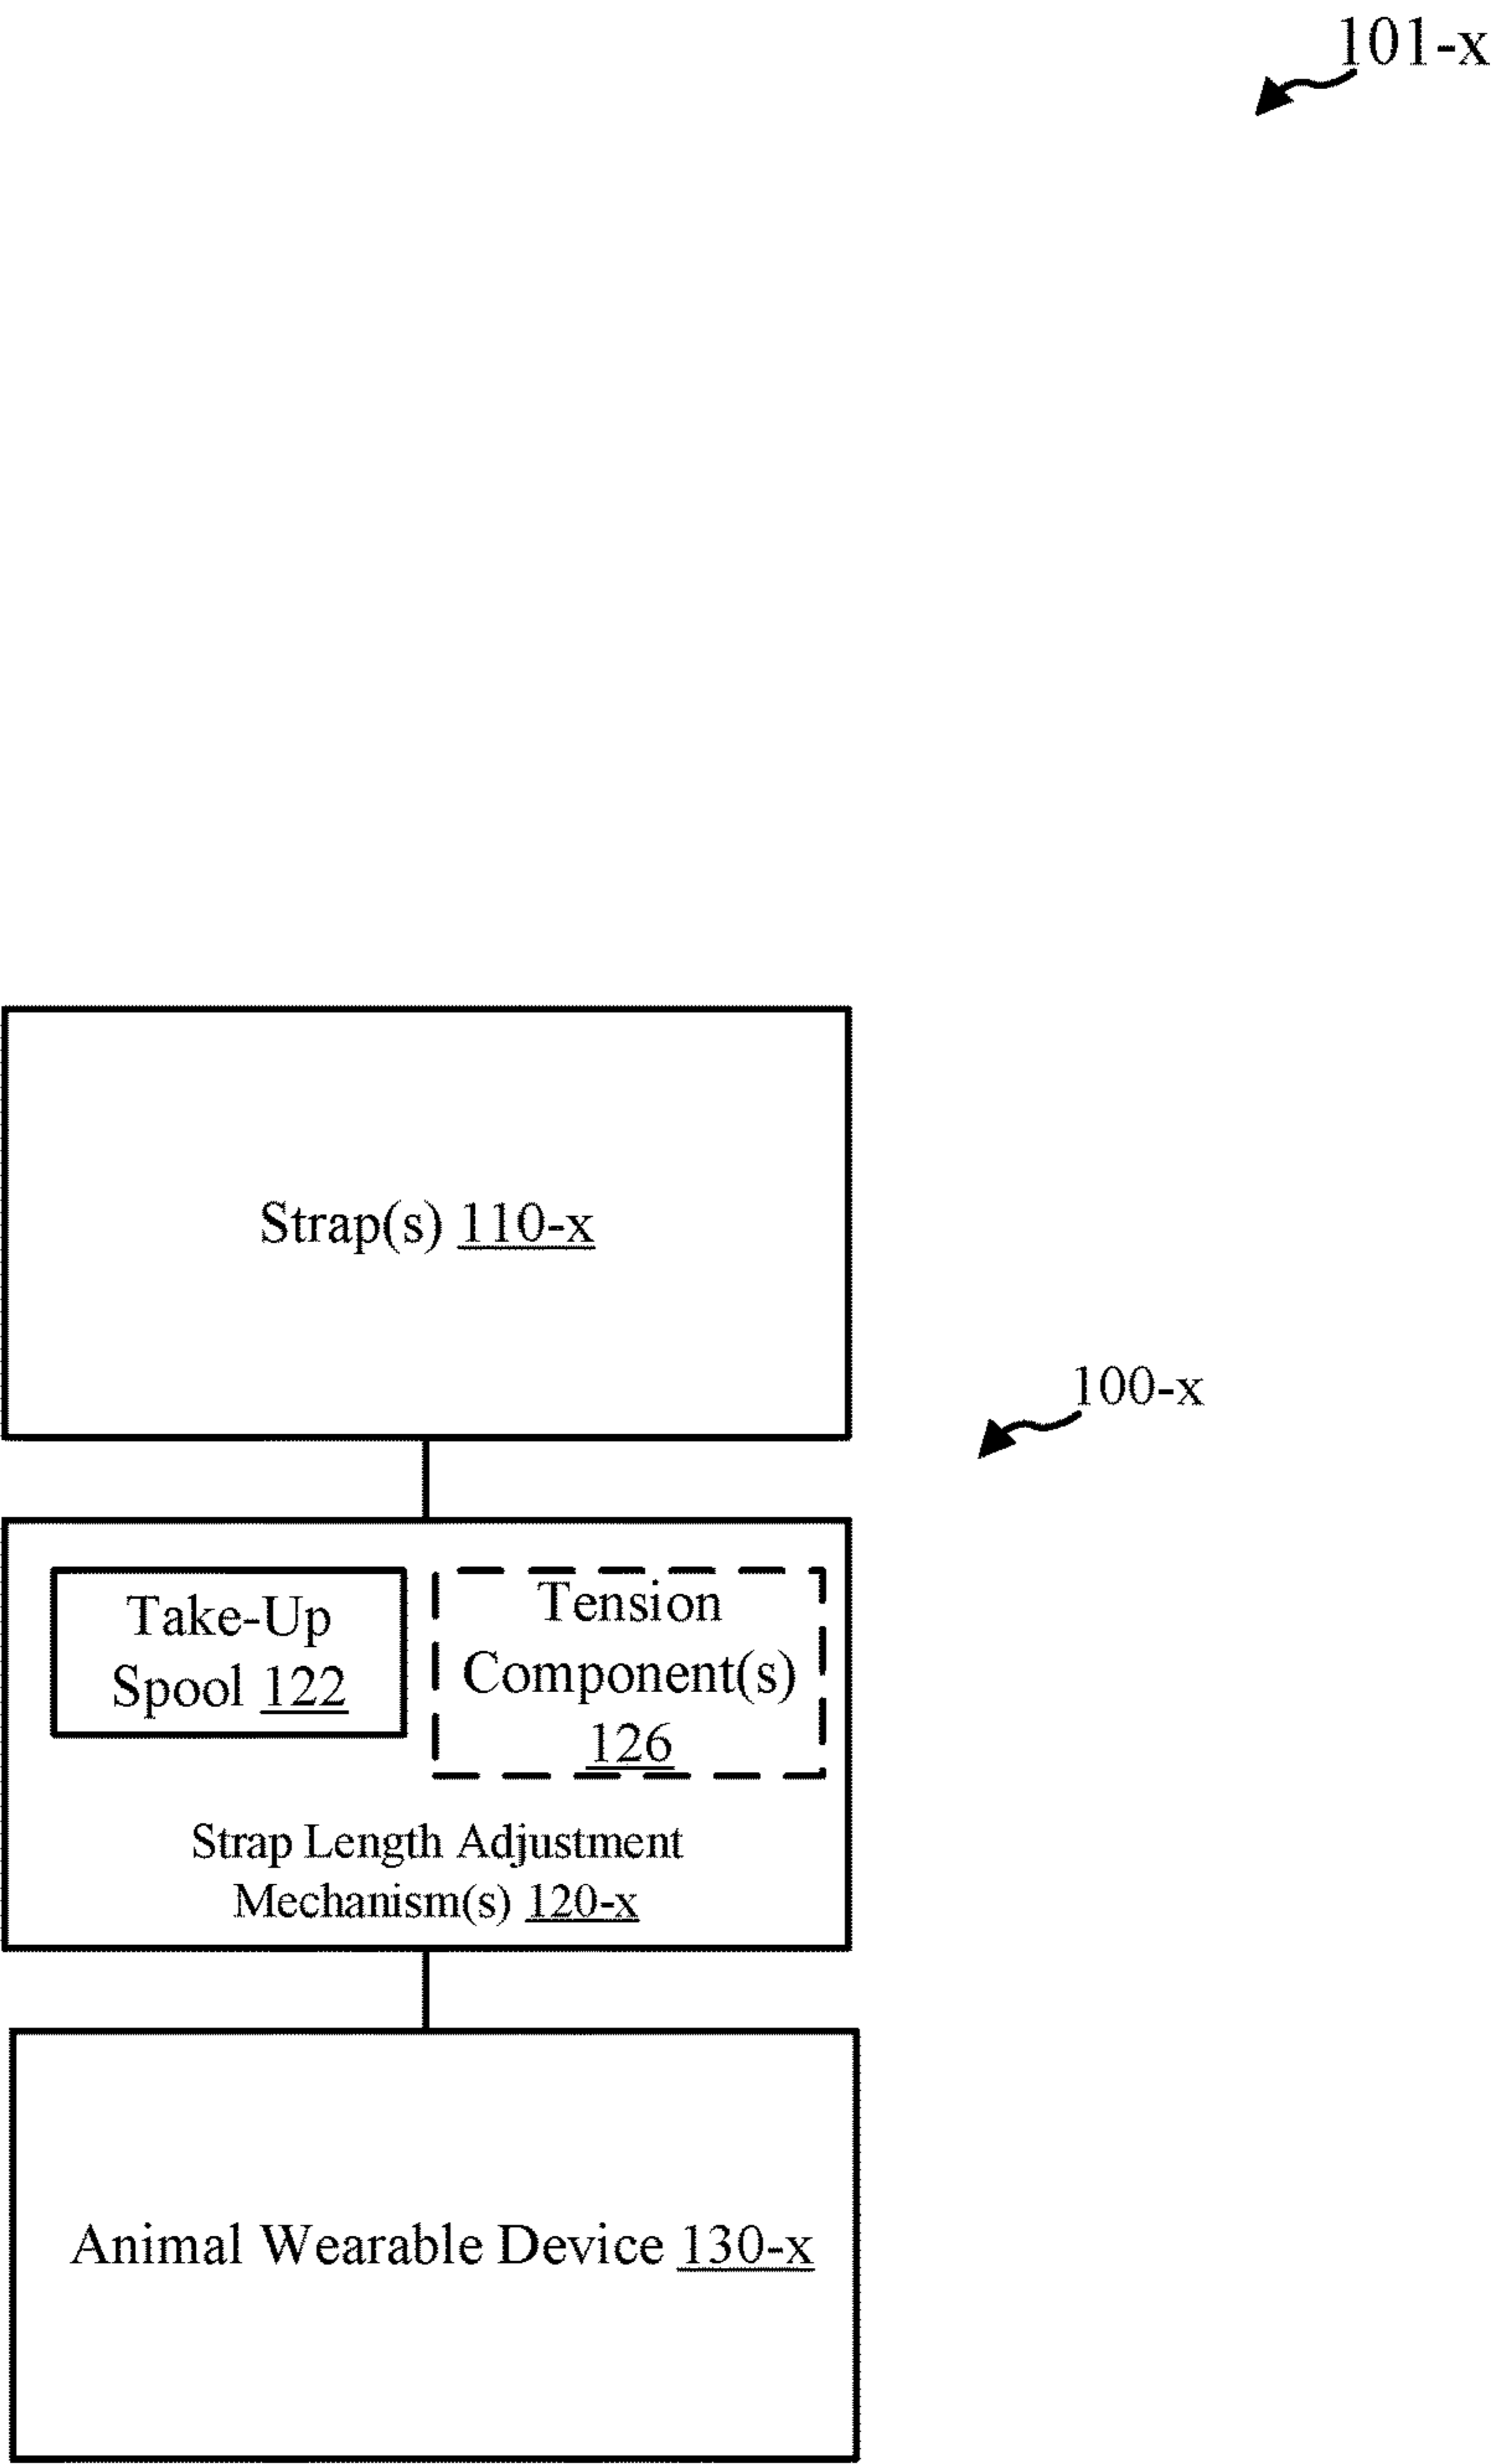 101-x
Strap(s) 110-x
100-x
Take-Up
Spool 122
Tension
Component(s)
126
Strap Length Adjustment
Mechanism(s) 120-x
Animal Wearable Device 130-x